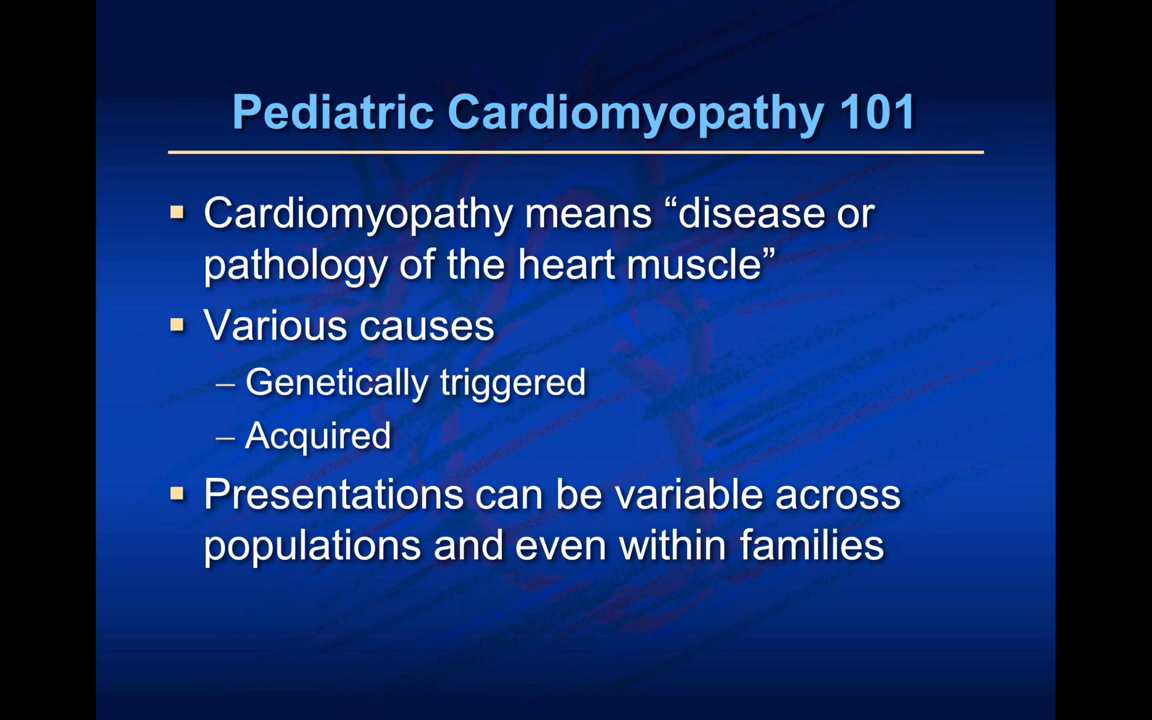 Pediatric Cardiomyopathy 101
▪ Cardiomyopathy means “disease or
pathology of the heart muscle”
▪ Various causes
– Genetically triggered
– Acquired
▪ Presentations can be variable across
populations and even within families